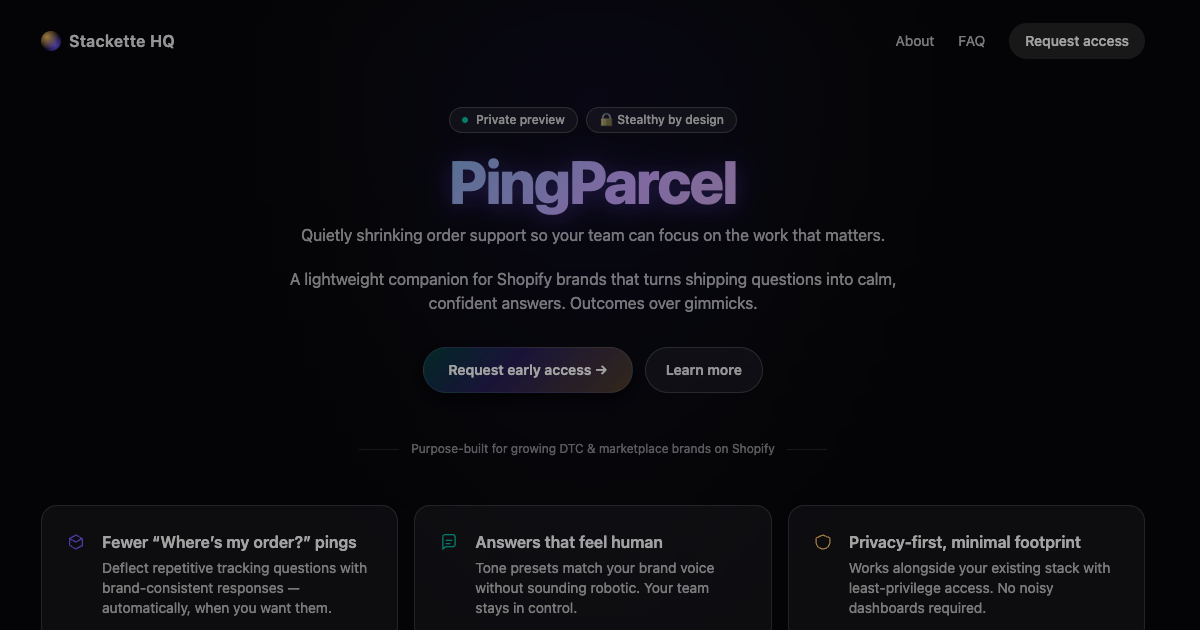 Stackette HQ
About
FAQ
Request access
Private preview
🔒 Stealthy by design
PingParcel
Quietly shrinking order support so your team can focus on the work that matters.
A lightweight companion for Shopify brands that turns shipping questions into calm,
confident answers. Outcomes over gimmicks.
Request early access →
Learn more
Purpose-built for growing DTC & marketplace brands on Shopify
Fewer “Where’s my order?” pings
Deflect repetitive tracking questions with
brand-consistent responses —
automatically, when you want them.
Answers that feel human
Tone presets match your brand voice
without sounding robotic. Your team
stays in control.
Privacy-first, minimal footprint
Works alongside your existing stack with
least-privilege access. No noisy
dashboards required.